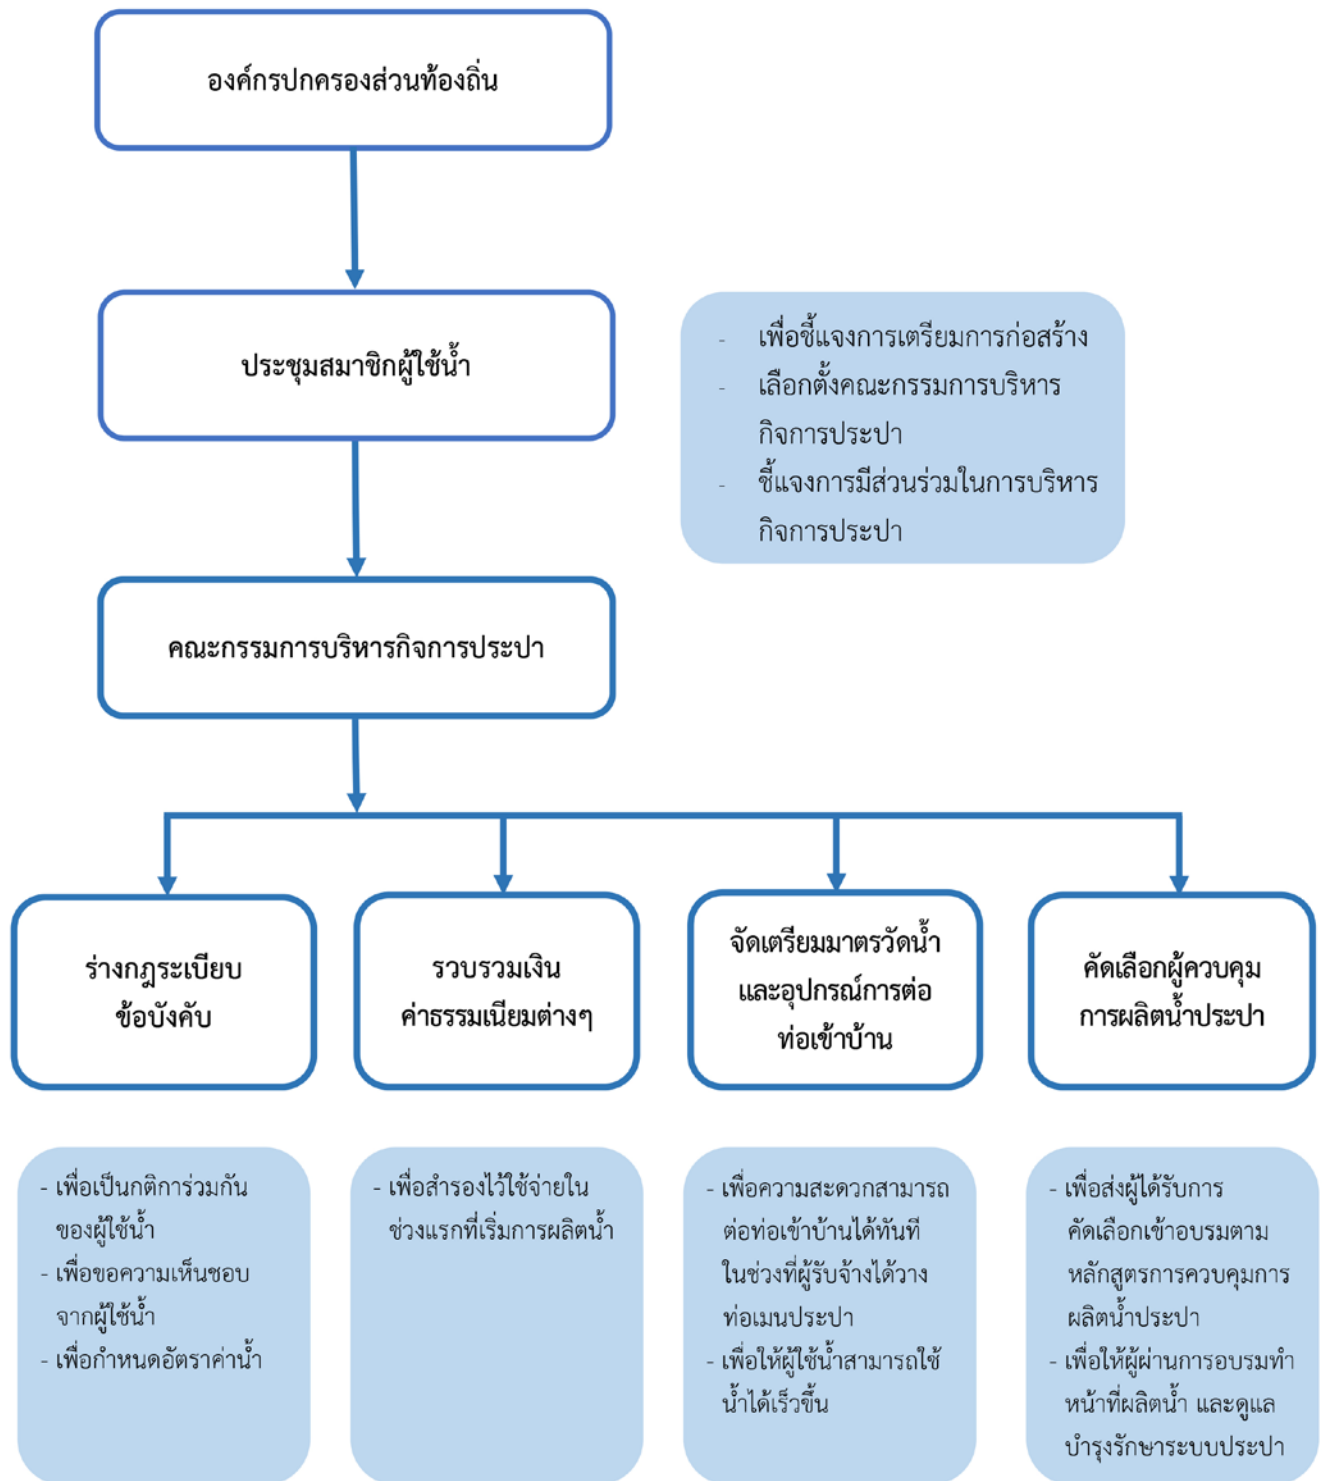 องค์กรปกครองส่วนท้องถิ่น
ประชุมสมาชิกผู้ใช้น้ำ
- เพื่อชี้แจงการเตรียมการก่อสร้าง
- เลือกตั้งคณะกรรมการบริหาร
กิจการประปา
- ชี้แจงการมีส่วนร่วมในการบริหาร
กิจการประปา
คณะกรรมการบริหารกิจการประปา
ร่างกฎระเบียบ
ข้อบังคับ
รวบรวมเงิน
ค่าธรรมเนียมต่างๆ
จัดเตรียมมาตรวัดน้ำ
และอุปกรณ์การต่อ
ท่อเข้าบ้าน
คัดเลือกผู้ควบคุม
การผลิตน้ำประปา
- เพื่อเป็นกติการ่วมกัน
ของผู้ใช้น้ำ
- เพื่อขอความเห็นชอบ
จากผู้ใช้น้ำ
- เพื่อกำหนดอัตราค่าน้ำ
- เพื่อสำรองไว้ใช้จ่ายใน
ช่วงแรกที่เริ่มการผลิตน้ำ
- เพื่อความสะดวกสามารถ
ต่อท่อเข้าบ้านได้ทันที
ในช่วงที่ผู้รับจ้างได้วาง
ท่อเมนประปา
- เพื่อให้ผู้ใช้น้ำสามารถใช้
น้ำได้เร็วขึ้น
- เพื่อส่งผู้ได้รับการ
คัดเลือกเข้าอบรมตาม
หลักสูตรการควบคุมการ
ผลิตน้ำประปา
- เพื่อให้ผู้ผ่านการอบรมทำ
หน้าที่ผลิตน้ำ และดูแล
บำรุงรักษาระบบประปา